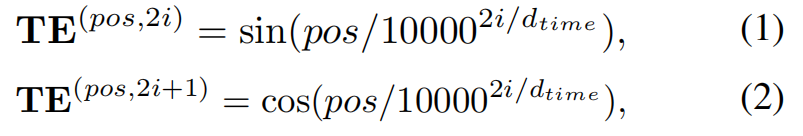 TE^(pos,2i) = sin(pos/10000^2i/d_time), (1)
TE^(pos,2i+1) = cos(pos/10000^2i/d_time), (2)